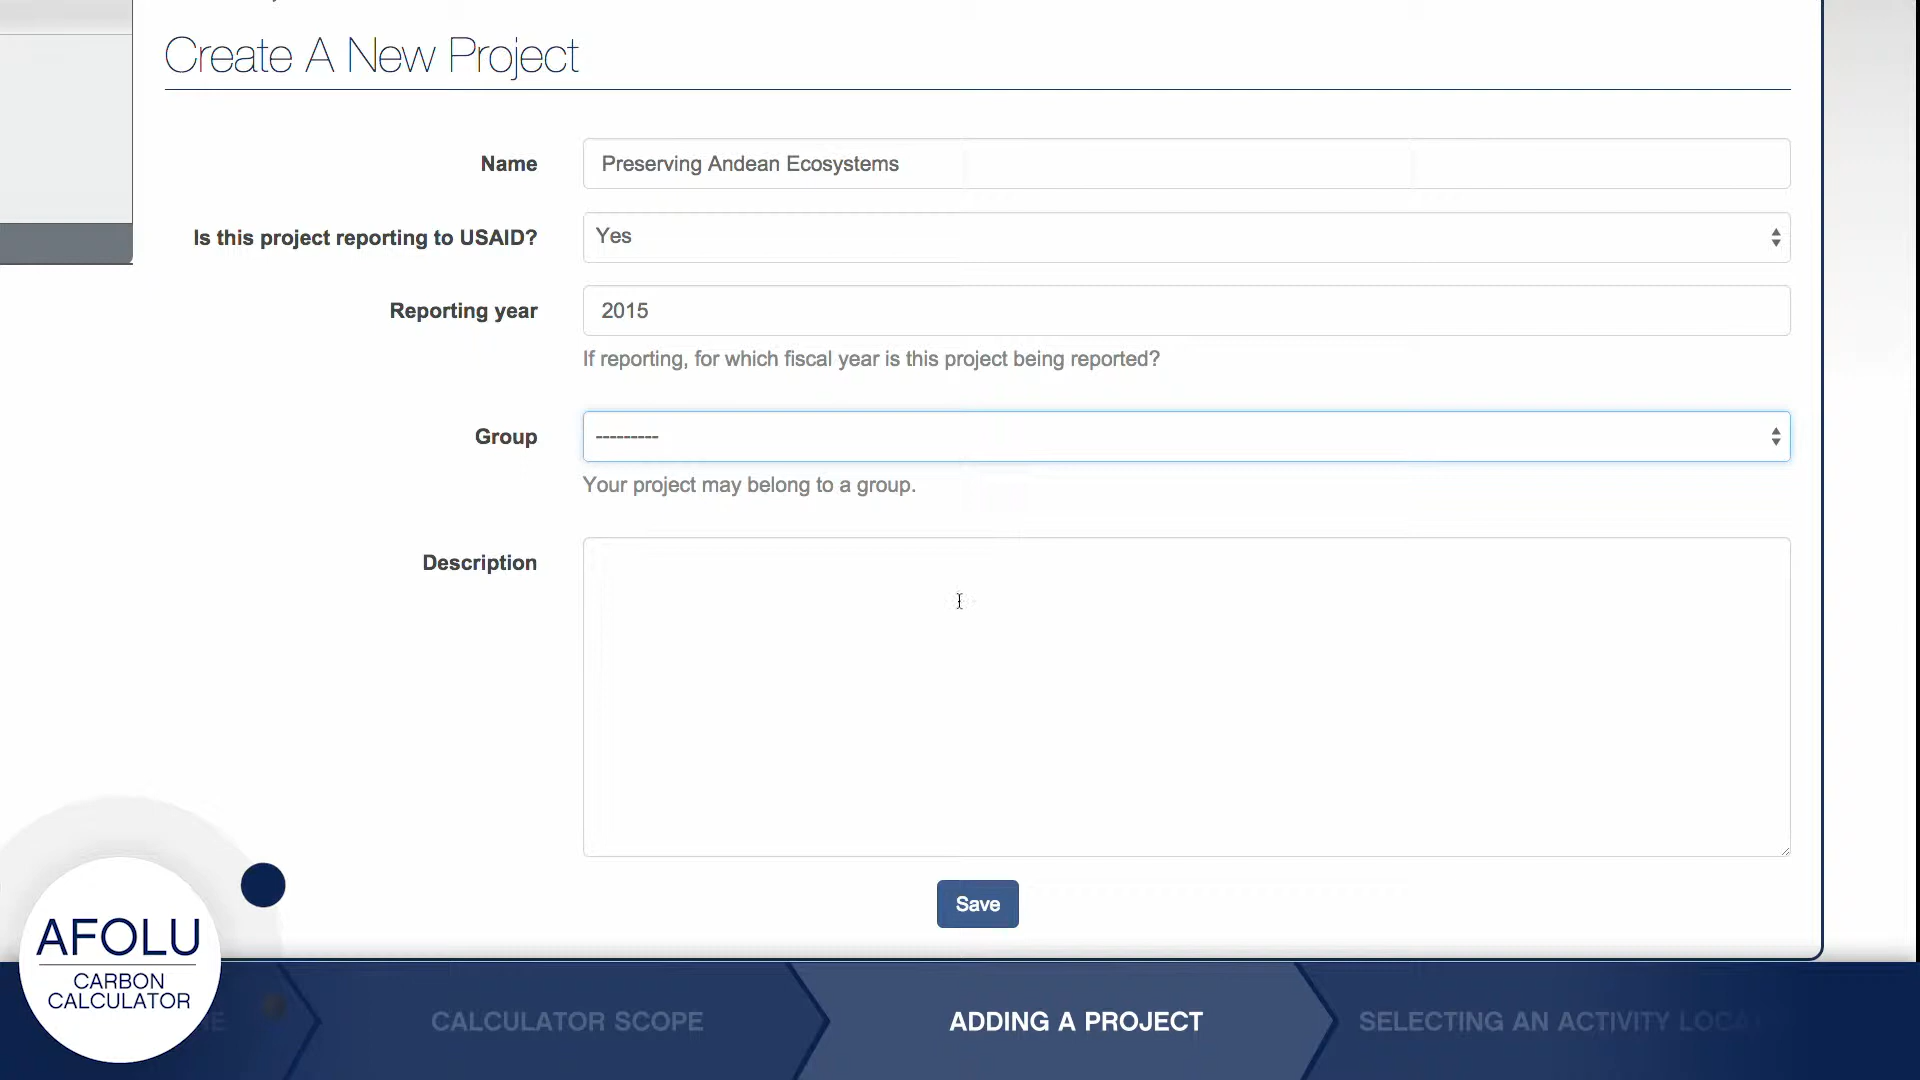 Create A New Project
Name
Preserving Andean Ecosystems
Is this project reporting to USAID?
Yes
Reporting year
2015
If reporting, for which fiscal year is this project being reported?
Group
---------
Your project may belong to a group.
Description
Save
AFOLU
CARBON
CALCULATOR
CALCULATOR SCOPE
ADDING A PROJECT
SELECTING AN ACTIVITY